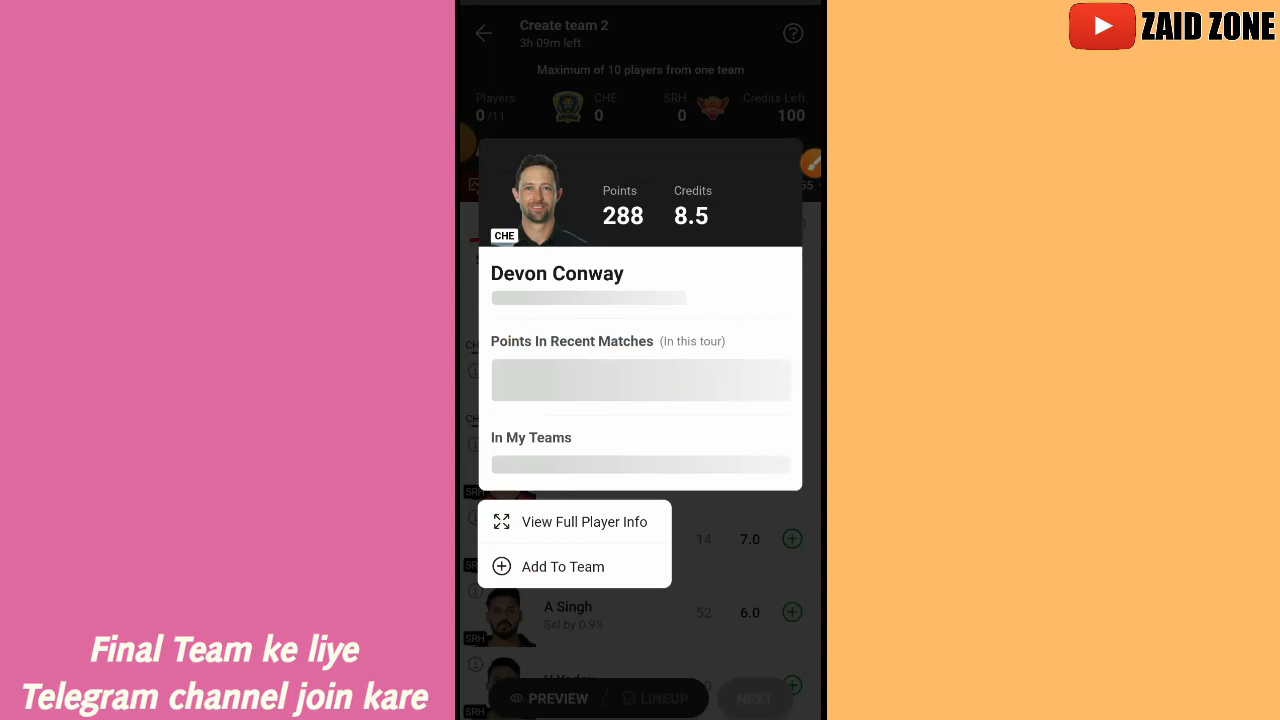 ZAID ZONE
Create team 2
3h 09m left
Maximum of 10 players from one team
Players CHE SRH Credits Left
0/11 0 0 100
Points Credits
288 8.5
CHE
Devon Conway
Points In Recent Matches (In this tour)
In My Teams
View Full Player Info
Add To Team
14 7.0
A Singh
Sel by 0.9%
52 6.0
SRH
PREVIEW / LINEUP NEXT
Final Team ke liye
Telegram channel join kare